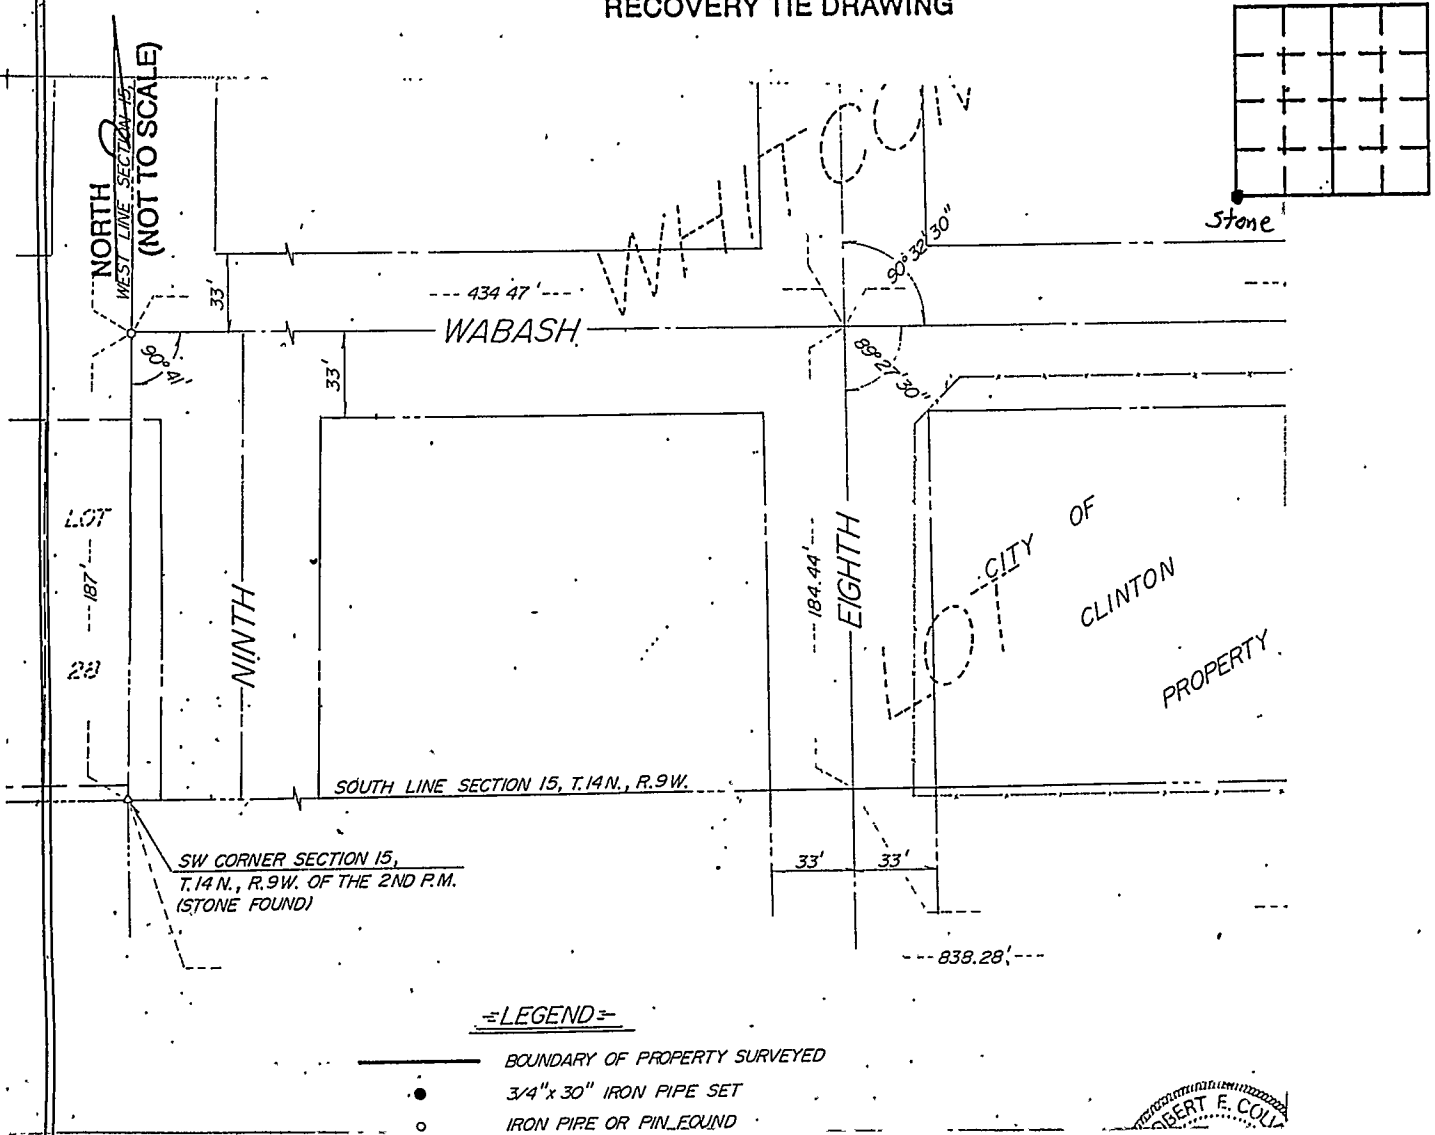 RECOVERY TIE DRAWING
NORTH
(NOT TO SCALE)
WEST LINE SECTION 15,
Stone
WHITCOM
33'
434.47'
WABASH
90° 32' 30"
90° 41'
33'
89° 27' 30"
LOT
187'
28
NINTH
184.44'
EIGHTH
LOT
CITY OF
CLINTON
PROPERTY
SOUTH LINE SECTION 15, T.14N., R.9W.
SW CORNER SECTION 15,
T.14N., R.9W. OF THE 2ND P.M.
(STONE FOUND)
33'
33'
838.28'
=LEGEND=
BOUNDARY OF PROPERTY SURVEYED
3/4"x 30" IRON PIPE SET
IRON PIPE OR PIN FOUND